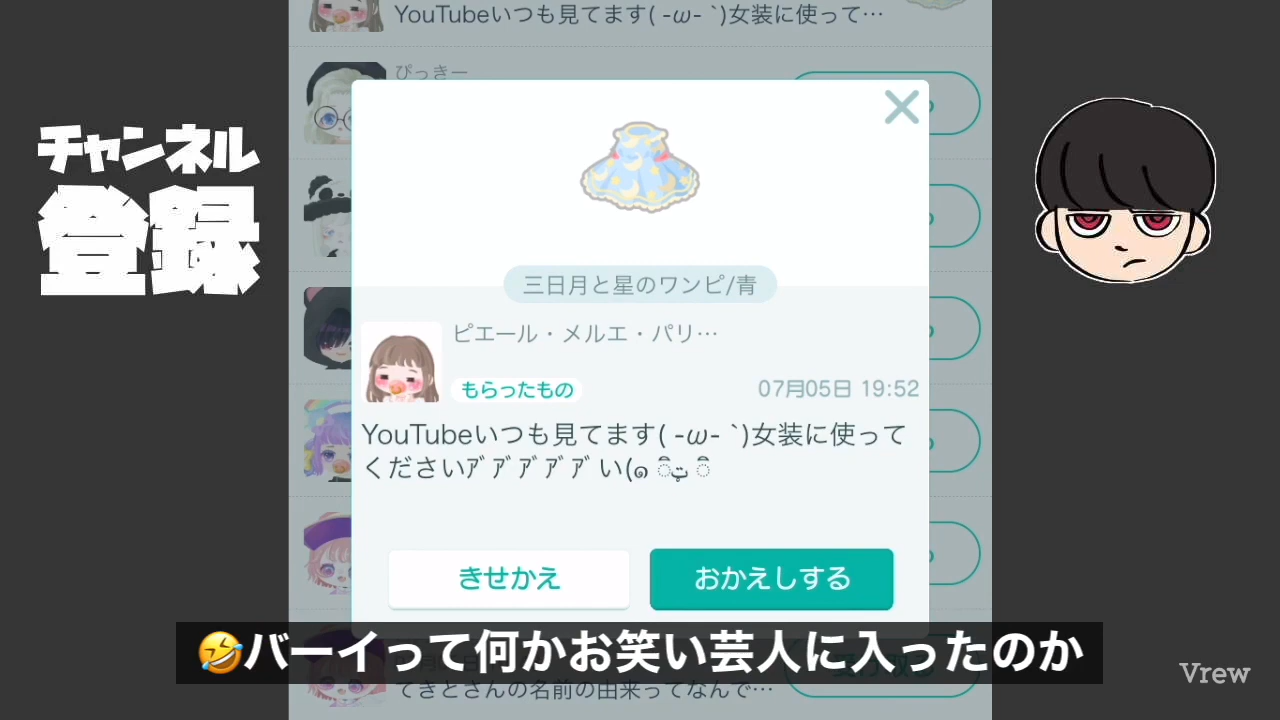 YouTubeいつも見てます( -ω- `)女装に使って…
ぴっきー
チャンネル
登録
三日月と星のワンピ/青
ピエール・メルエ・パリ…
もらったもの
07月05日 19:52
YouTubeいつも見てます( -ω- `)女装に使って
くださいｱﾞｱﾞｱﾞｱﾞｱﾞい(๑
きせかえ
おかえしする
🤣バーイって何かお笑い芸人に入ったのか
てきとさんの名前の由来ってなんで…
Vrew